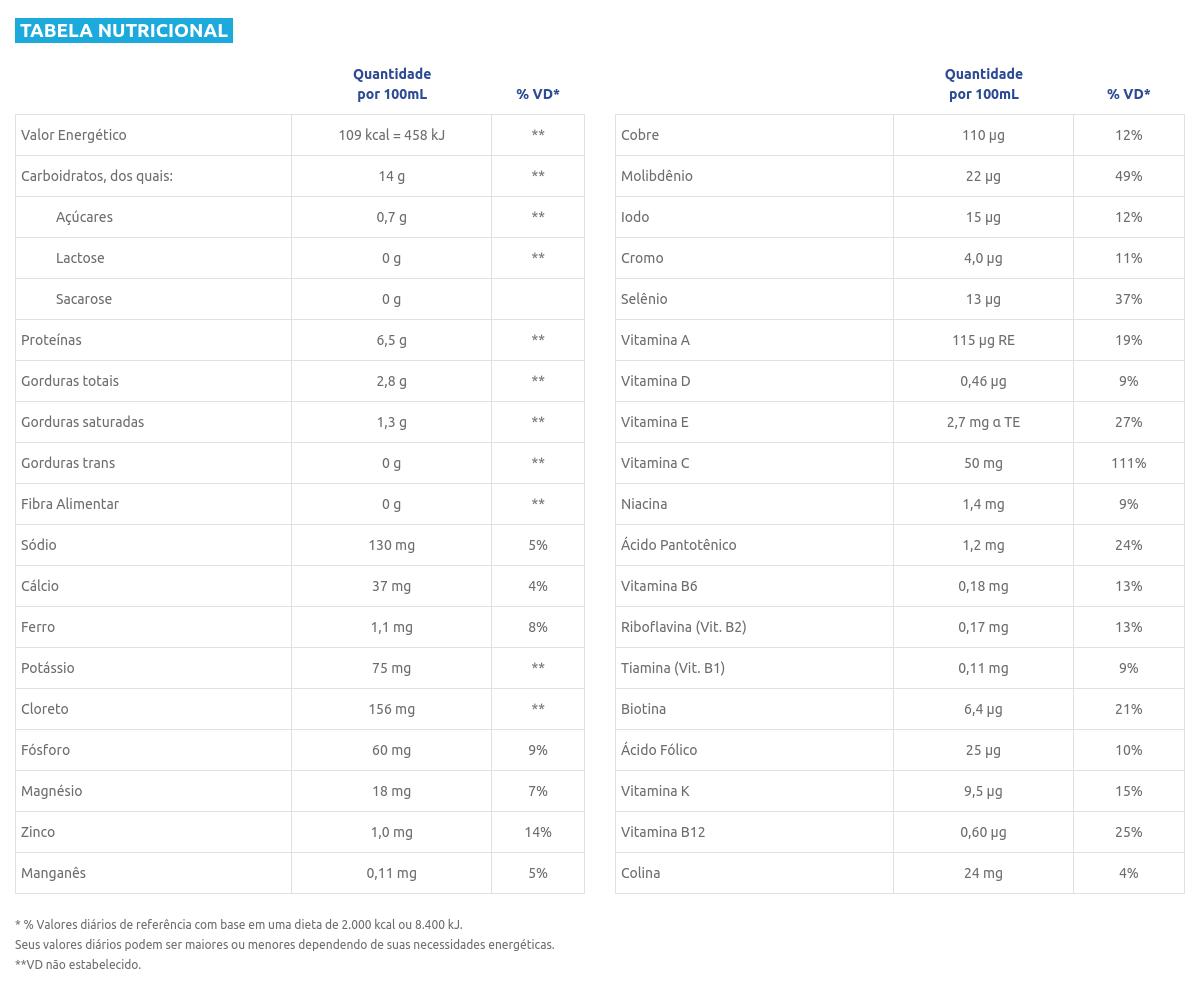 TABELA NUTRICIONAL
Quantidade
por 100mL % VD*
Valor Energético 109 kcal = 458 kJ **
Carboidratos, dos quais: 14 g **
Açúcares 0,7 g **
Lactose 0 g **
Sacarose 0 g
Proteínas 6,5 g **
Gorduras totais 2,8 g **
Gorduras saturadas 1,3 g **
Gorduras trans 0 g **
Fibra Alimentar 0 g **
Sódio 130 mg 5%
Cálcio 37 mg 4%
Ferro 1,1 mg 8%
Potássio 75 mg **
Cloreto 156 mg **
Fósforo 60 mg 9%
Magnésio 18 mg 7%
Zinco 1,0 mg 14%
Manganês 0,11 mg 5%
Quantidade
por 100mL % VD*
Cobre 110 µg 12%
Molibdênio 22 µg 49%
Iodo 15 µg 12%
Cromo 4,0 µg 11%
Selênio 13 µg 37%
Vitamina A 115 µg RE 19%
Vitamina D 0,46 µg 9%
Vitamina E 2,7 mg α TE 27%
Vitamina C 50 mg 111%
Niacina 1,4 mg 9%
Ácido Pantotênico 1,2 mg 24%
Vitamina B6 0,18 mg 13%
Riboflavina (Vit. B2) 0,17 mg 13%
Tiamina (Vit. B1) 0,11 mg 9%
Biotina 6,4 µg 21%
Ácido Fólico 25 µg 10%
Vitamina K 9,5 µg 15%
Vitamina B12 0,60 µg 25%
Colina 24 mg 4%
* % Valores diários de referência com base em uma dieta de 2.000 kcal ou 8.400 kJ.
Seus valores diários podem ser maiores ou menores dependendo de suas necessidades energéticas.
**VD não estabelecido.